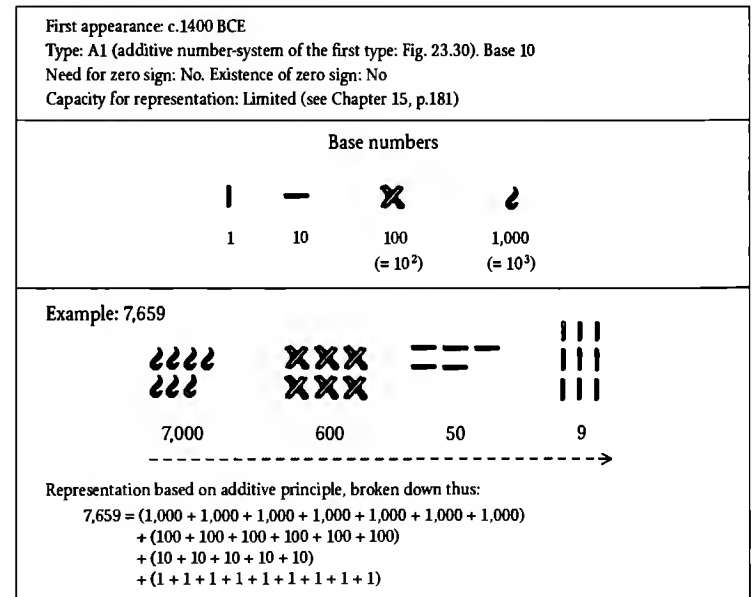 First appearance: c.1400 BCE
Type: A1 (additive number-system of the first type: Fig. 23.30). Base 10
Need for zero sign: No. Existence of zero sign: No
Capacity for representation: Limited (see Chapter 15, p.181)
Base numbers
1 10 100 1,000
(= 10²) (= 10³)
Example: 7,659
7,000 600 50 9
Representation based on additive principle, broken down thus:
7,659 = (1,000 + 1,000 + 1,000 + 1,000 + 1,000 + 1,000 + 1,000)
+ (100 + 100 + 100 + 100 + 100 + 100)
+ (10 + 10 + 10 + 10 + 10)
+ (1 + 1 + 1 + 1 + 1 + 1 + 1 + 1 + 1)